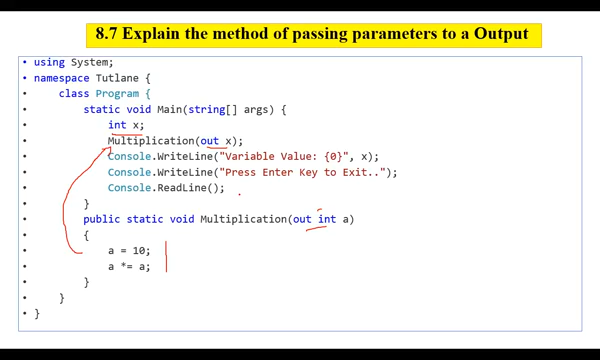 8.7 Explain the method of passing parameters to a Output
• using System;
• namespace Tutlane {
• class Program {
• static void Main(string[] args) {
• int x;
• Multiplication(out x);
• Console.WriteLine("Variable Value: {0}", x);
• Console.WriteLine("Press Enter Key to Exit..");
• Console.ReadLine();
• }
• public static void Multiplication(out int a)
• {
• a = 10;
• a *= a;
• }
• }
• }